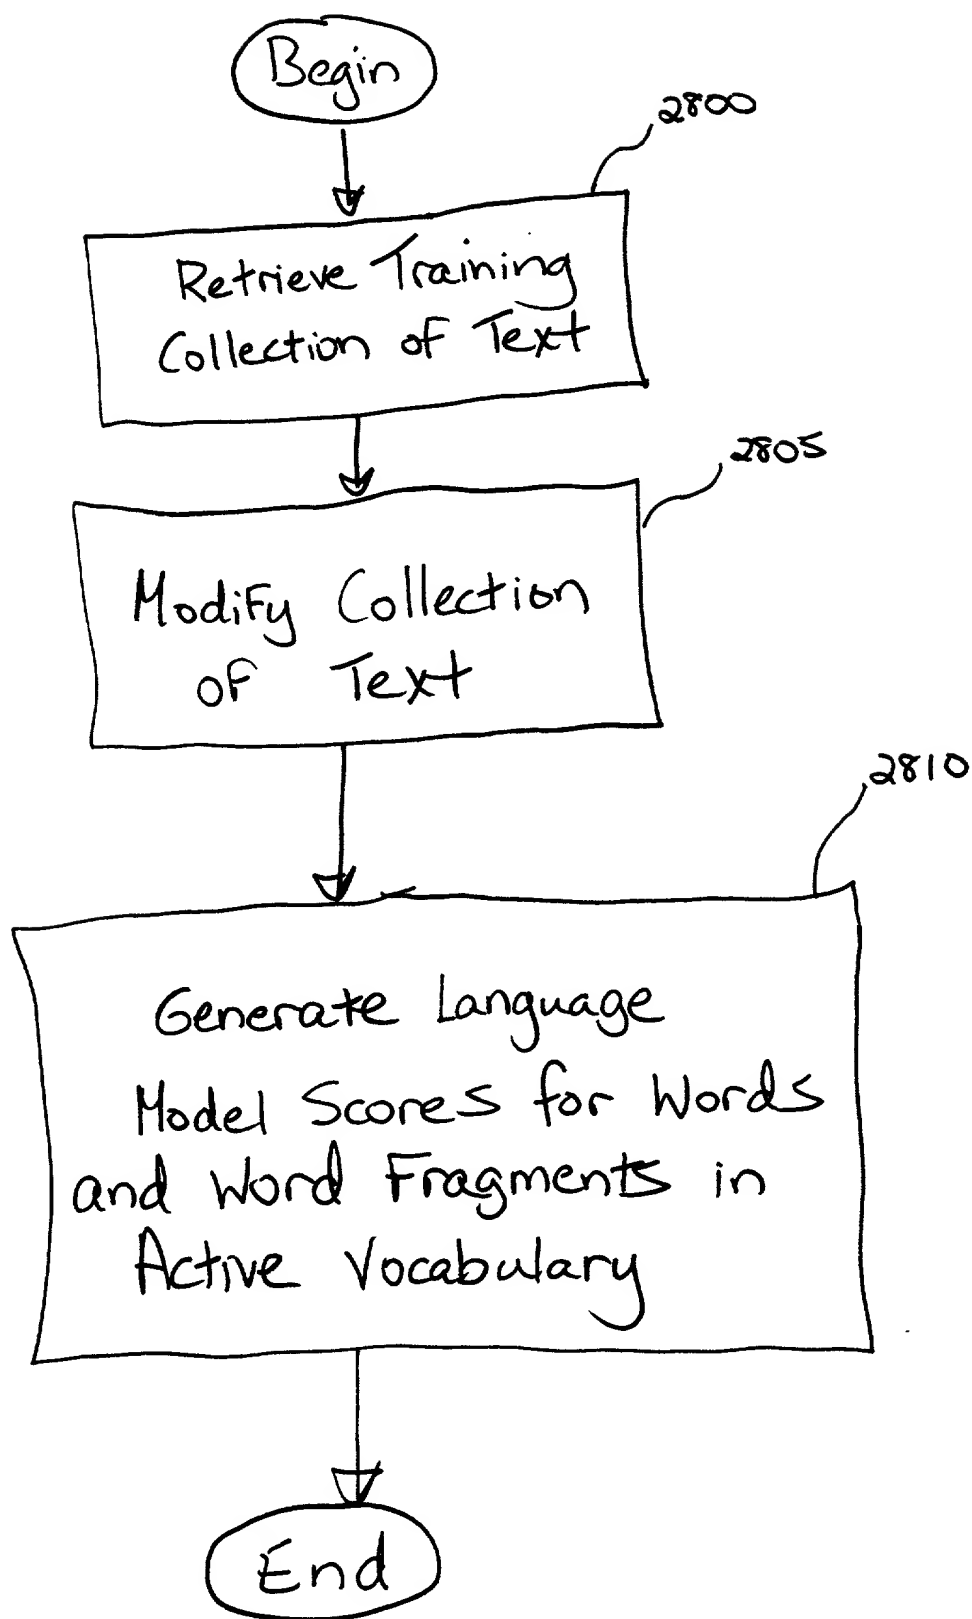 Begin
2800
Retrieve Training
Collection of Text
2805
Modify Collection
of Text
2810
Generate Language
Model Scores for Words
and Word Fragments in
Active Vocabulary
End